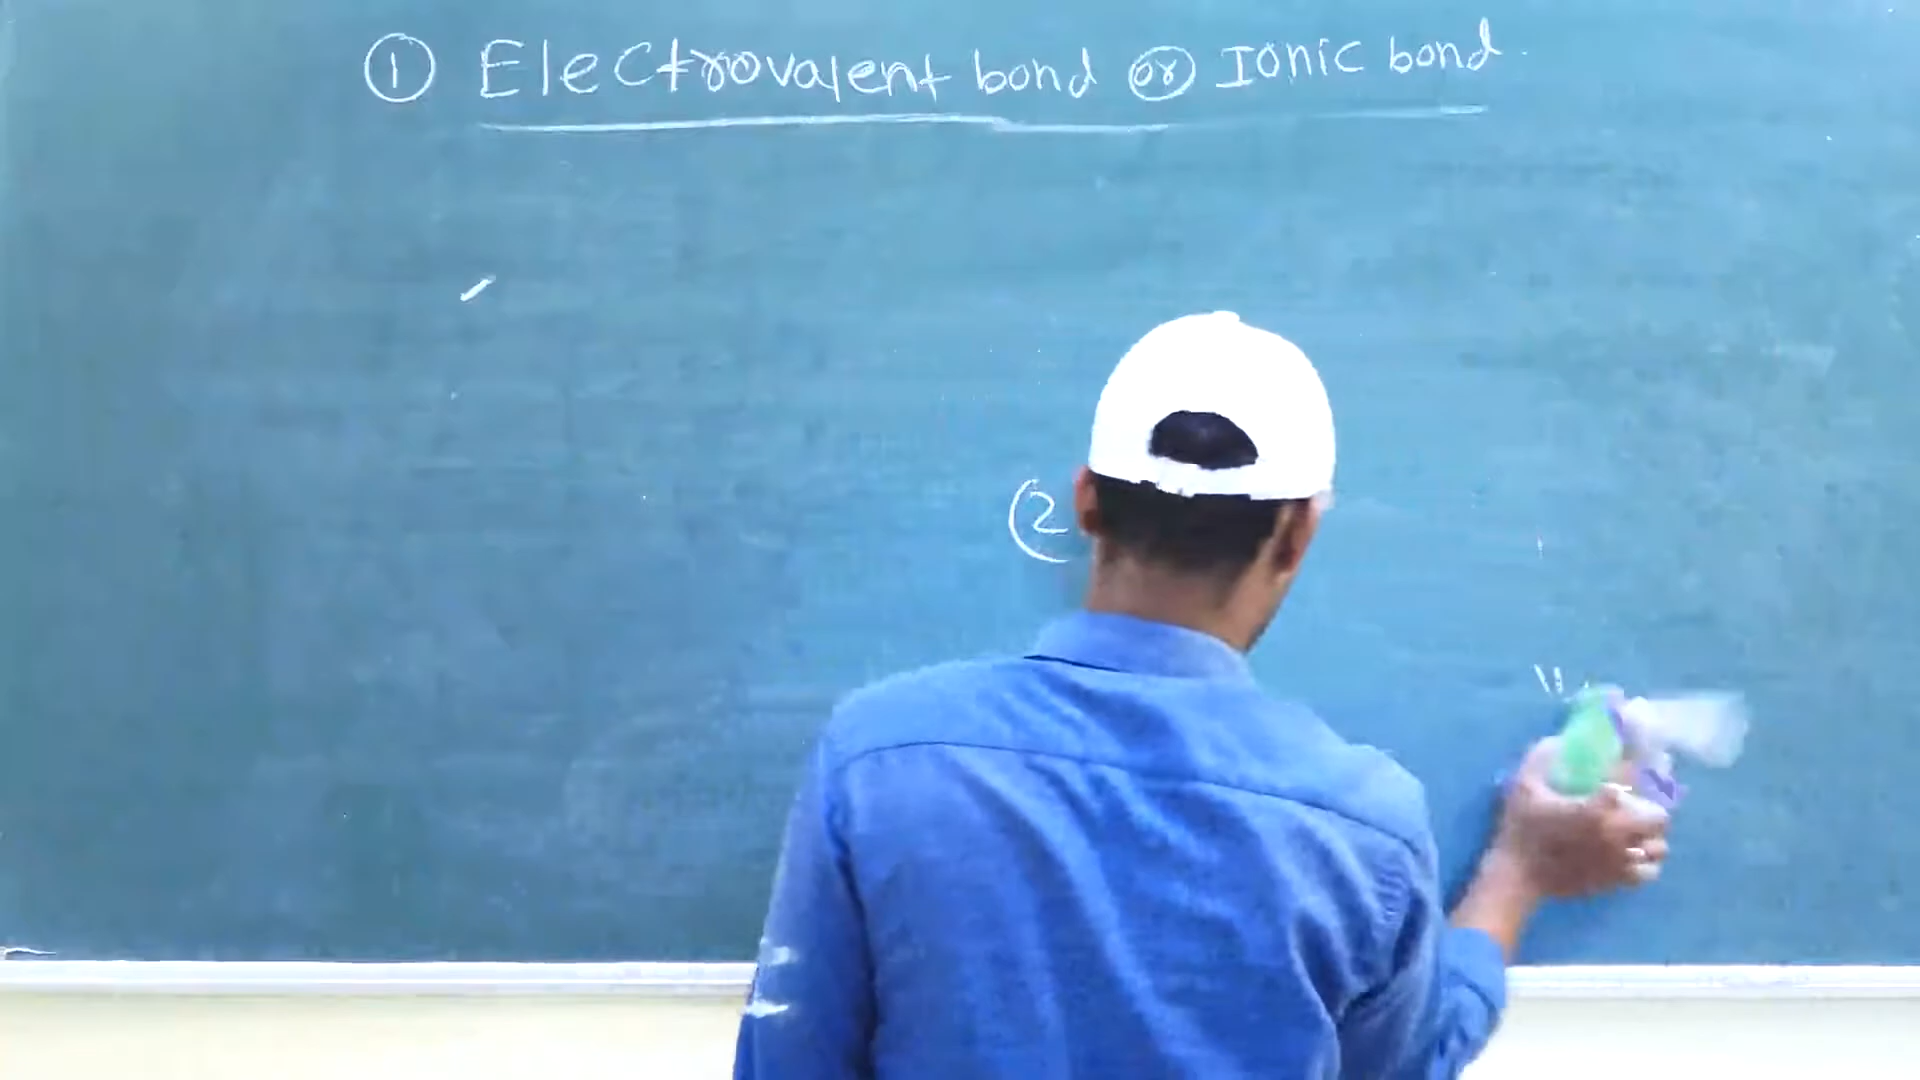 ① Electrovalent bond or Ionic bond.
(2